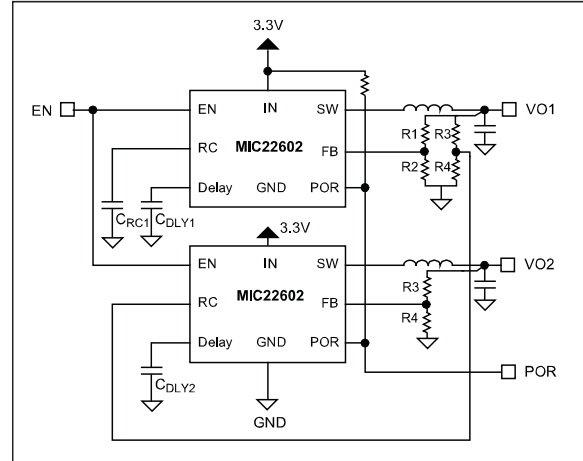 3.3V
EN
EN
IN
SW
VO1
R1
R3
RC
MIC22602
FB
R2
R4
Delay
GND
POR
CRC1
CDLY1
3.3V
EN
IN
SW
VO2
MIC22602
R3
RC
FB
R4
Delay
GND
POR
CDLY2
POR
GND